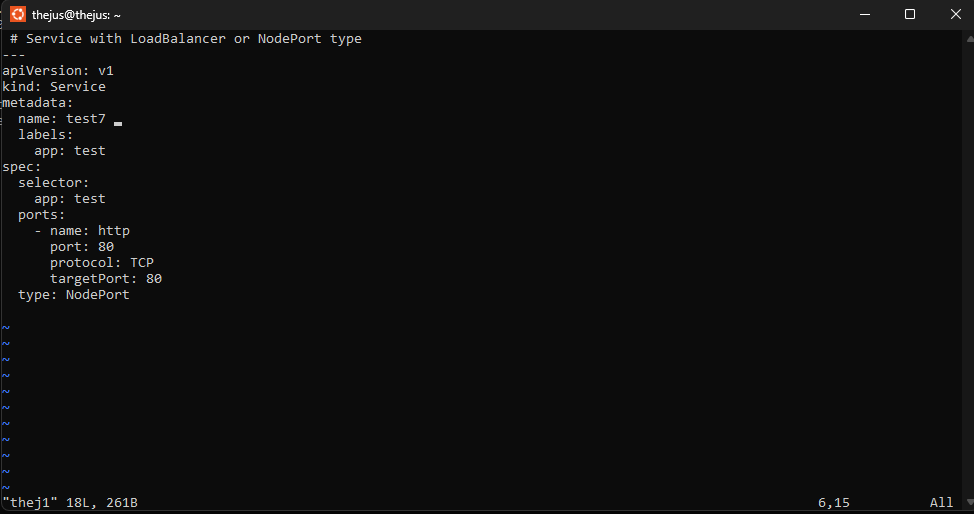 thejus@thejus: ~
# Service with LoadBalancer or NodePort type
---
apiVersion: v1
kind: Service
metadata:
  name: test7
  labels:
    app: test
spec:
  selector:
    app: test
  ports:
    - name: http
      port: 80
      protocol: TCP
      targetPort: 80
  type: NodePort
~
~
~
~
~
~
~
~
~
~
~
"thej1" 18L, 261B 6,15 All